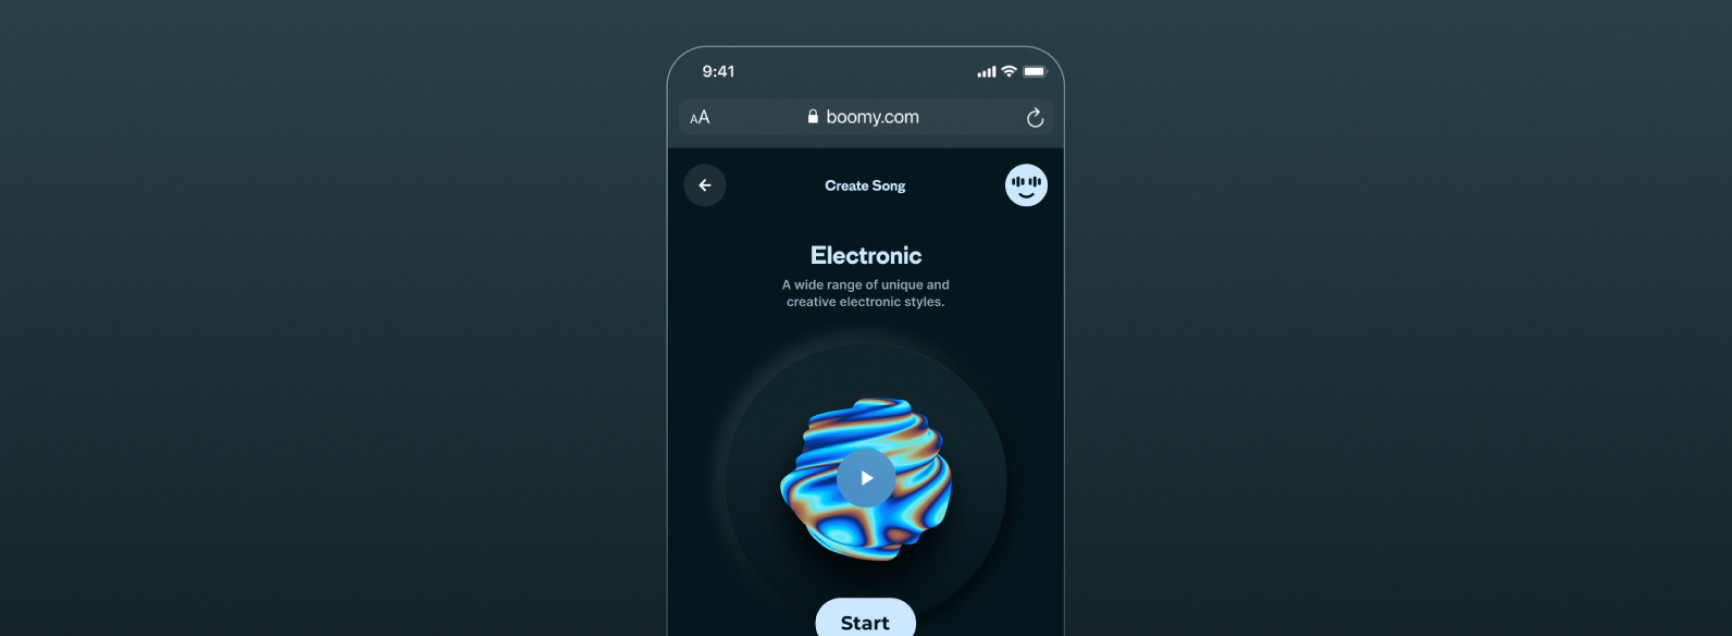 9:41
AA boomy.com
Create Song
Electronic
A wide range of unique and
creative electronic styles.
Start